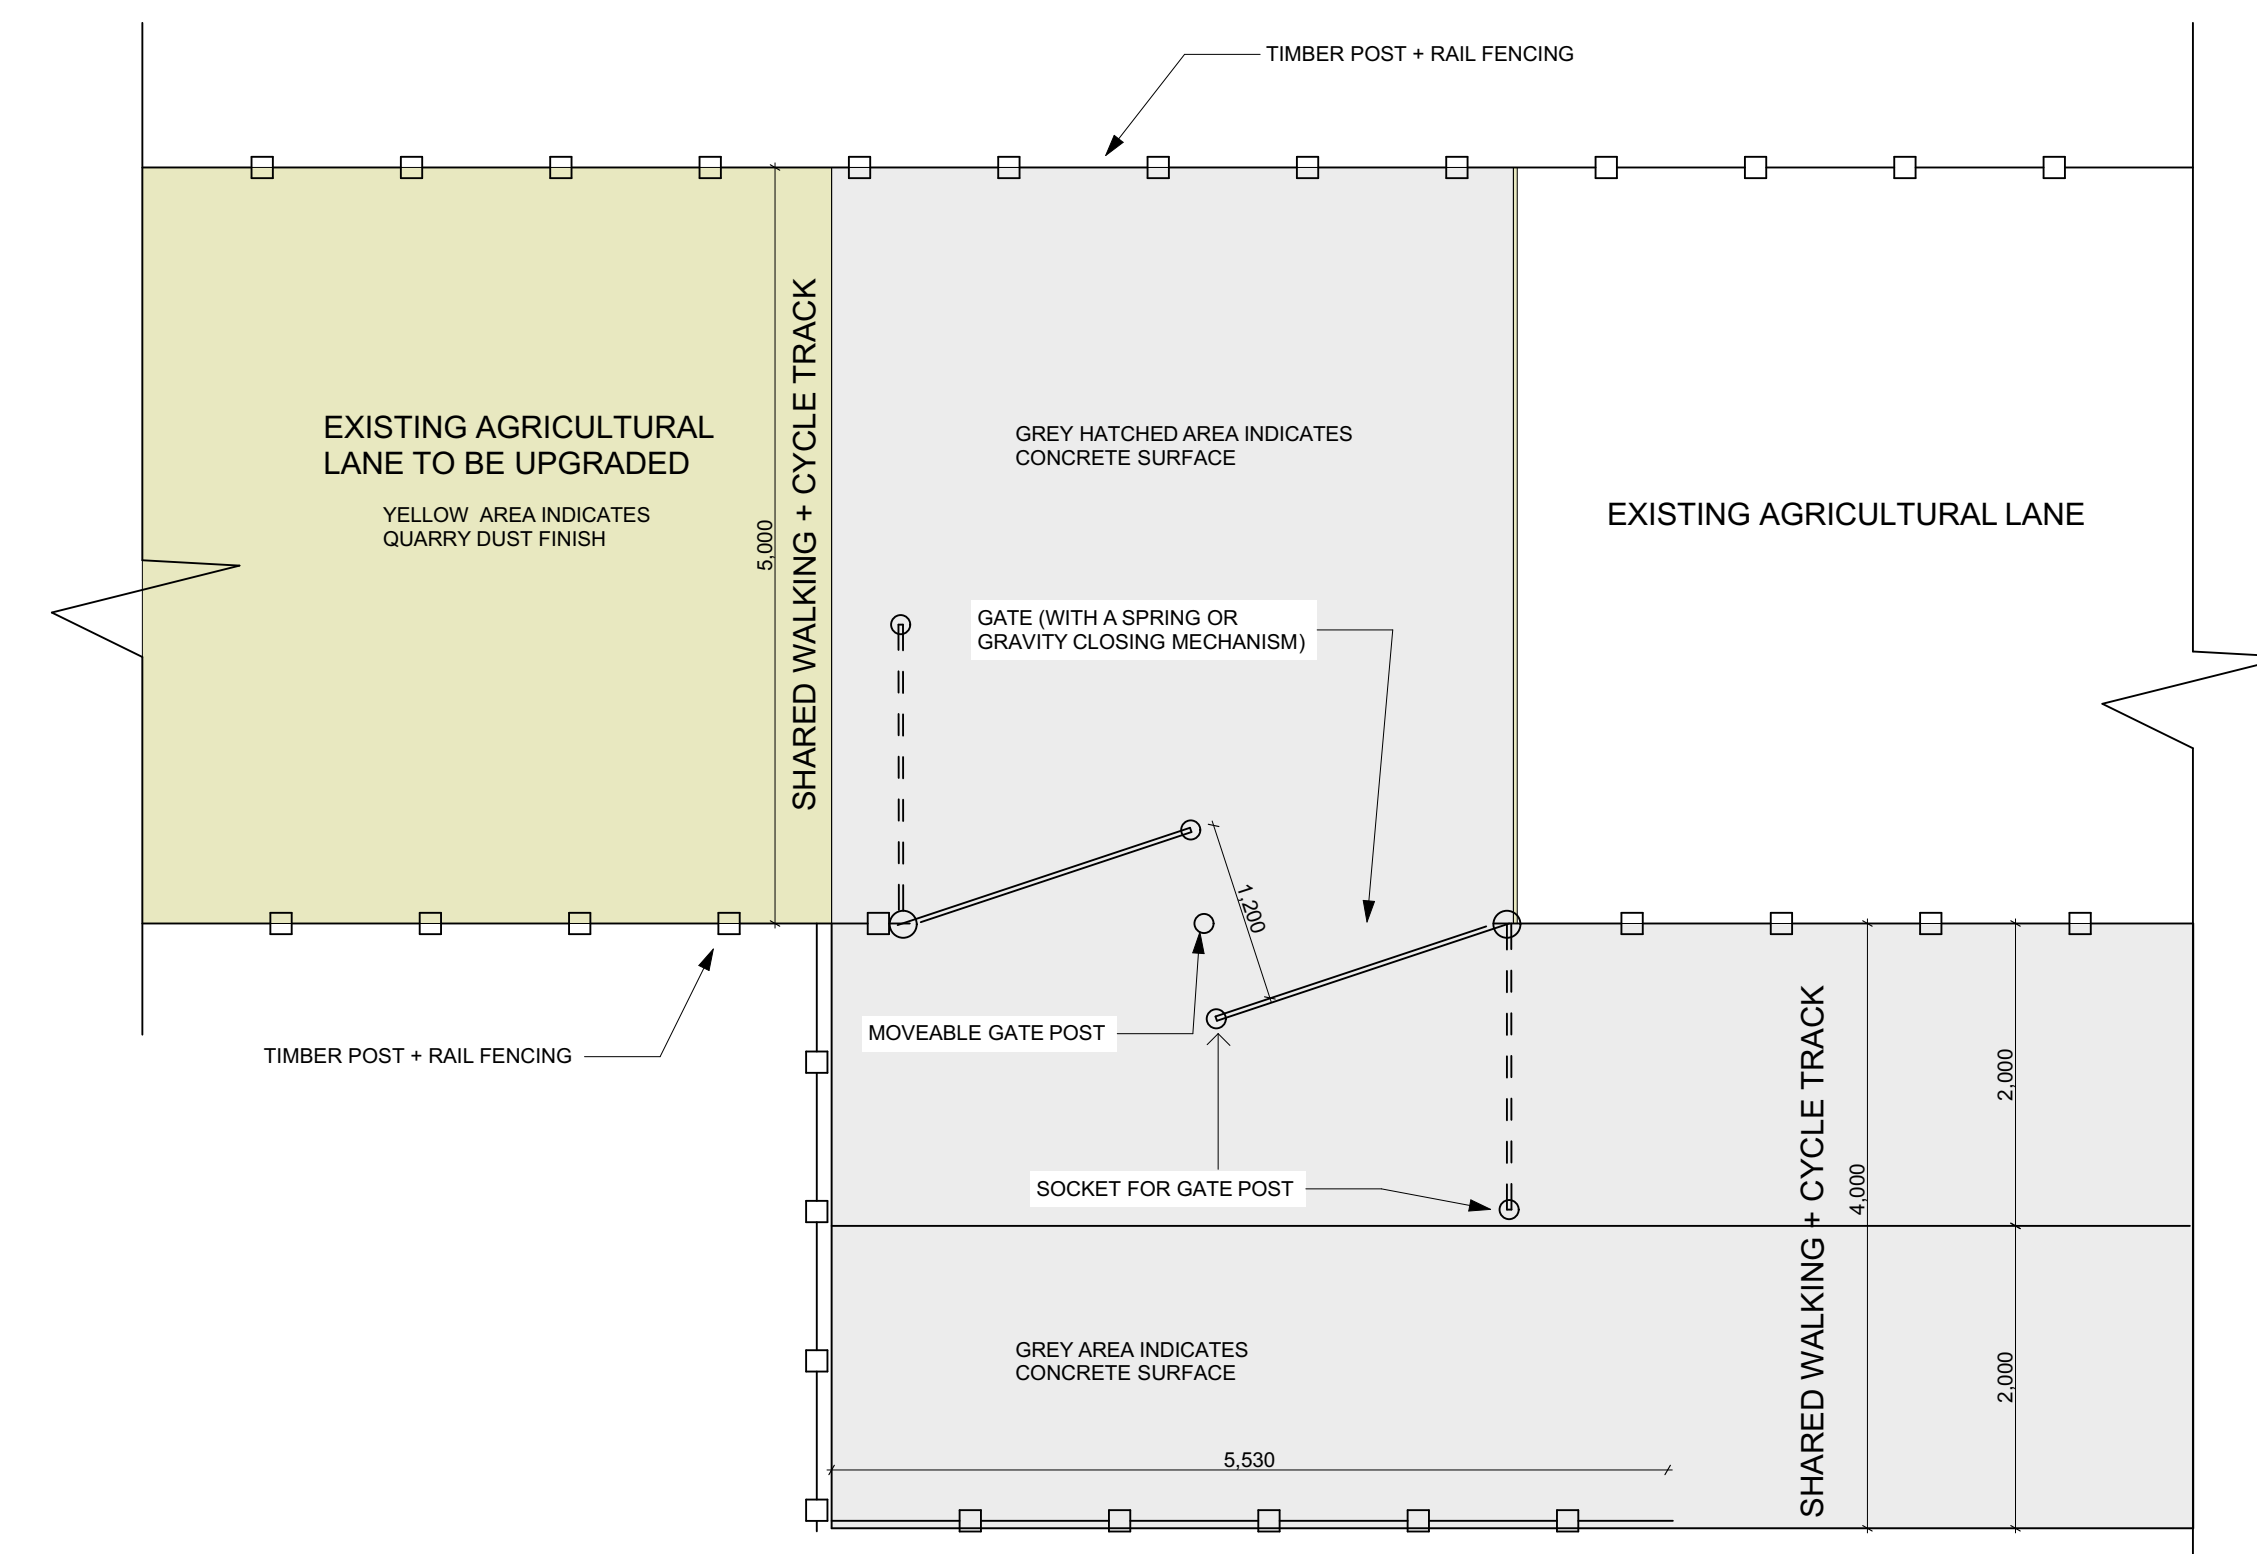 TIMBER POST + RAIL FENCING
EXISTING AGRICULTURAL
LANE TO BE UPGRADED
YELLOW AREA INDICATES
QUARRY DUST FINISH
5,000
SHARED WALKING + CYCLE TRACK
GREY HATCHED AREA INDICATES
CONCRETE SURFACE
EXISTING AGRICULTURAL LANE
GATE (WITH A SPRING OR
GRAVITY CLOSING MECHANISM)
1,200
MOVEABLE GATE POST
TIMBER POST + RAIL FENCING
SOCKET FOR GATE POST
SHARED WALKING + CYCLE TRACK
4,000
2,000
2,000
GREY AREA INDICATES
CONCRETE SURFACE
5,530